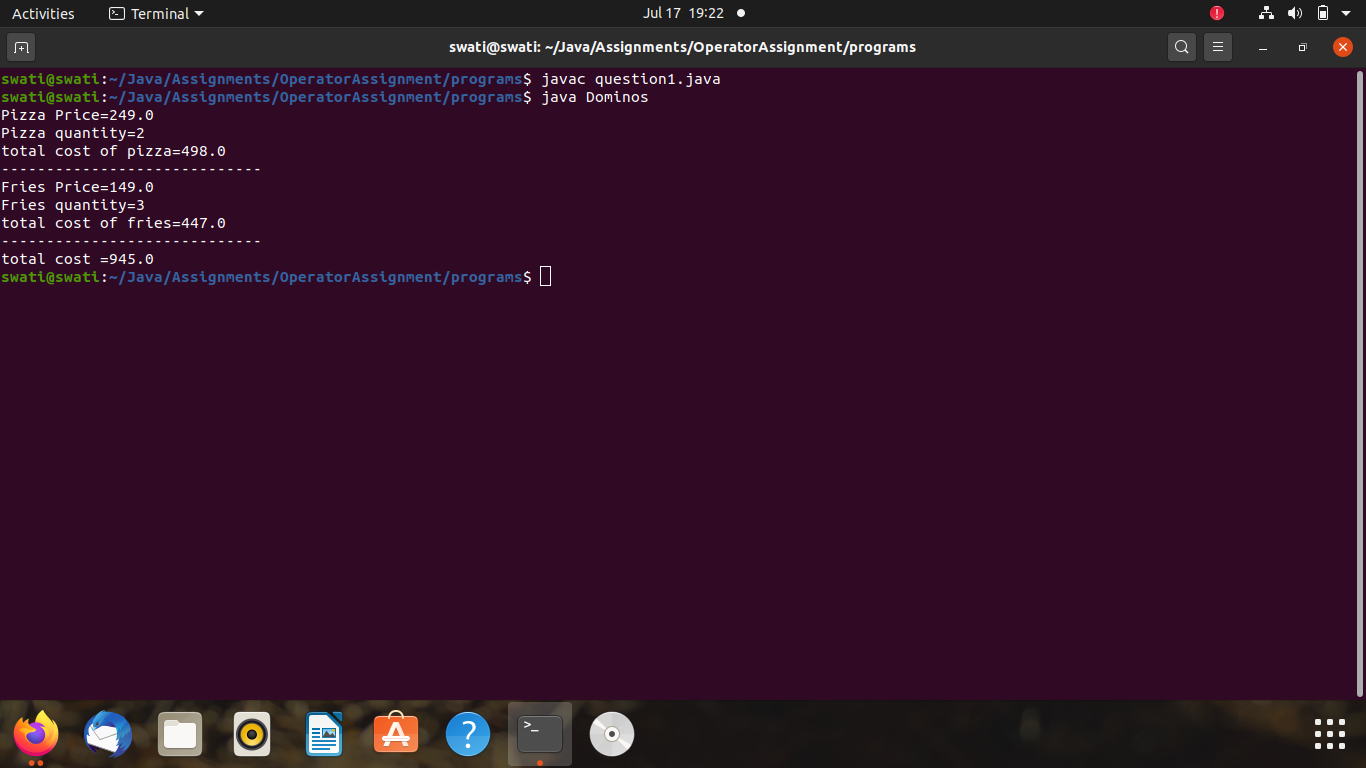 Activities Terminal Jul 17 19:22
swati@swati: ~/Java/Assignments/OperatorAssignment/programs
swati@swati:~/Java/Assignments/OperatorAssignment/programs$ javac question1.java
swati@swati:~/Java/Assignments/OperatorAssignment/programs$ java Dominos
Pizza Price=249.0
Pizza quantity=2
total cost of pizza=498.0
-----------------------------
Fries Price=149.0
Fries quantity=3
total cost of fries=447.0
-----------------------------
total cost =945.0
swati@swati:~/Java/Assignments/OperatorAssignment/programs$